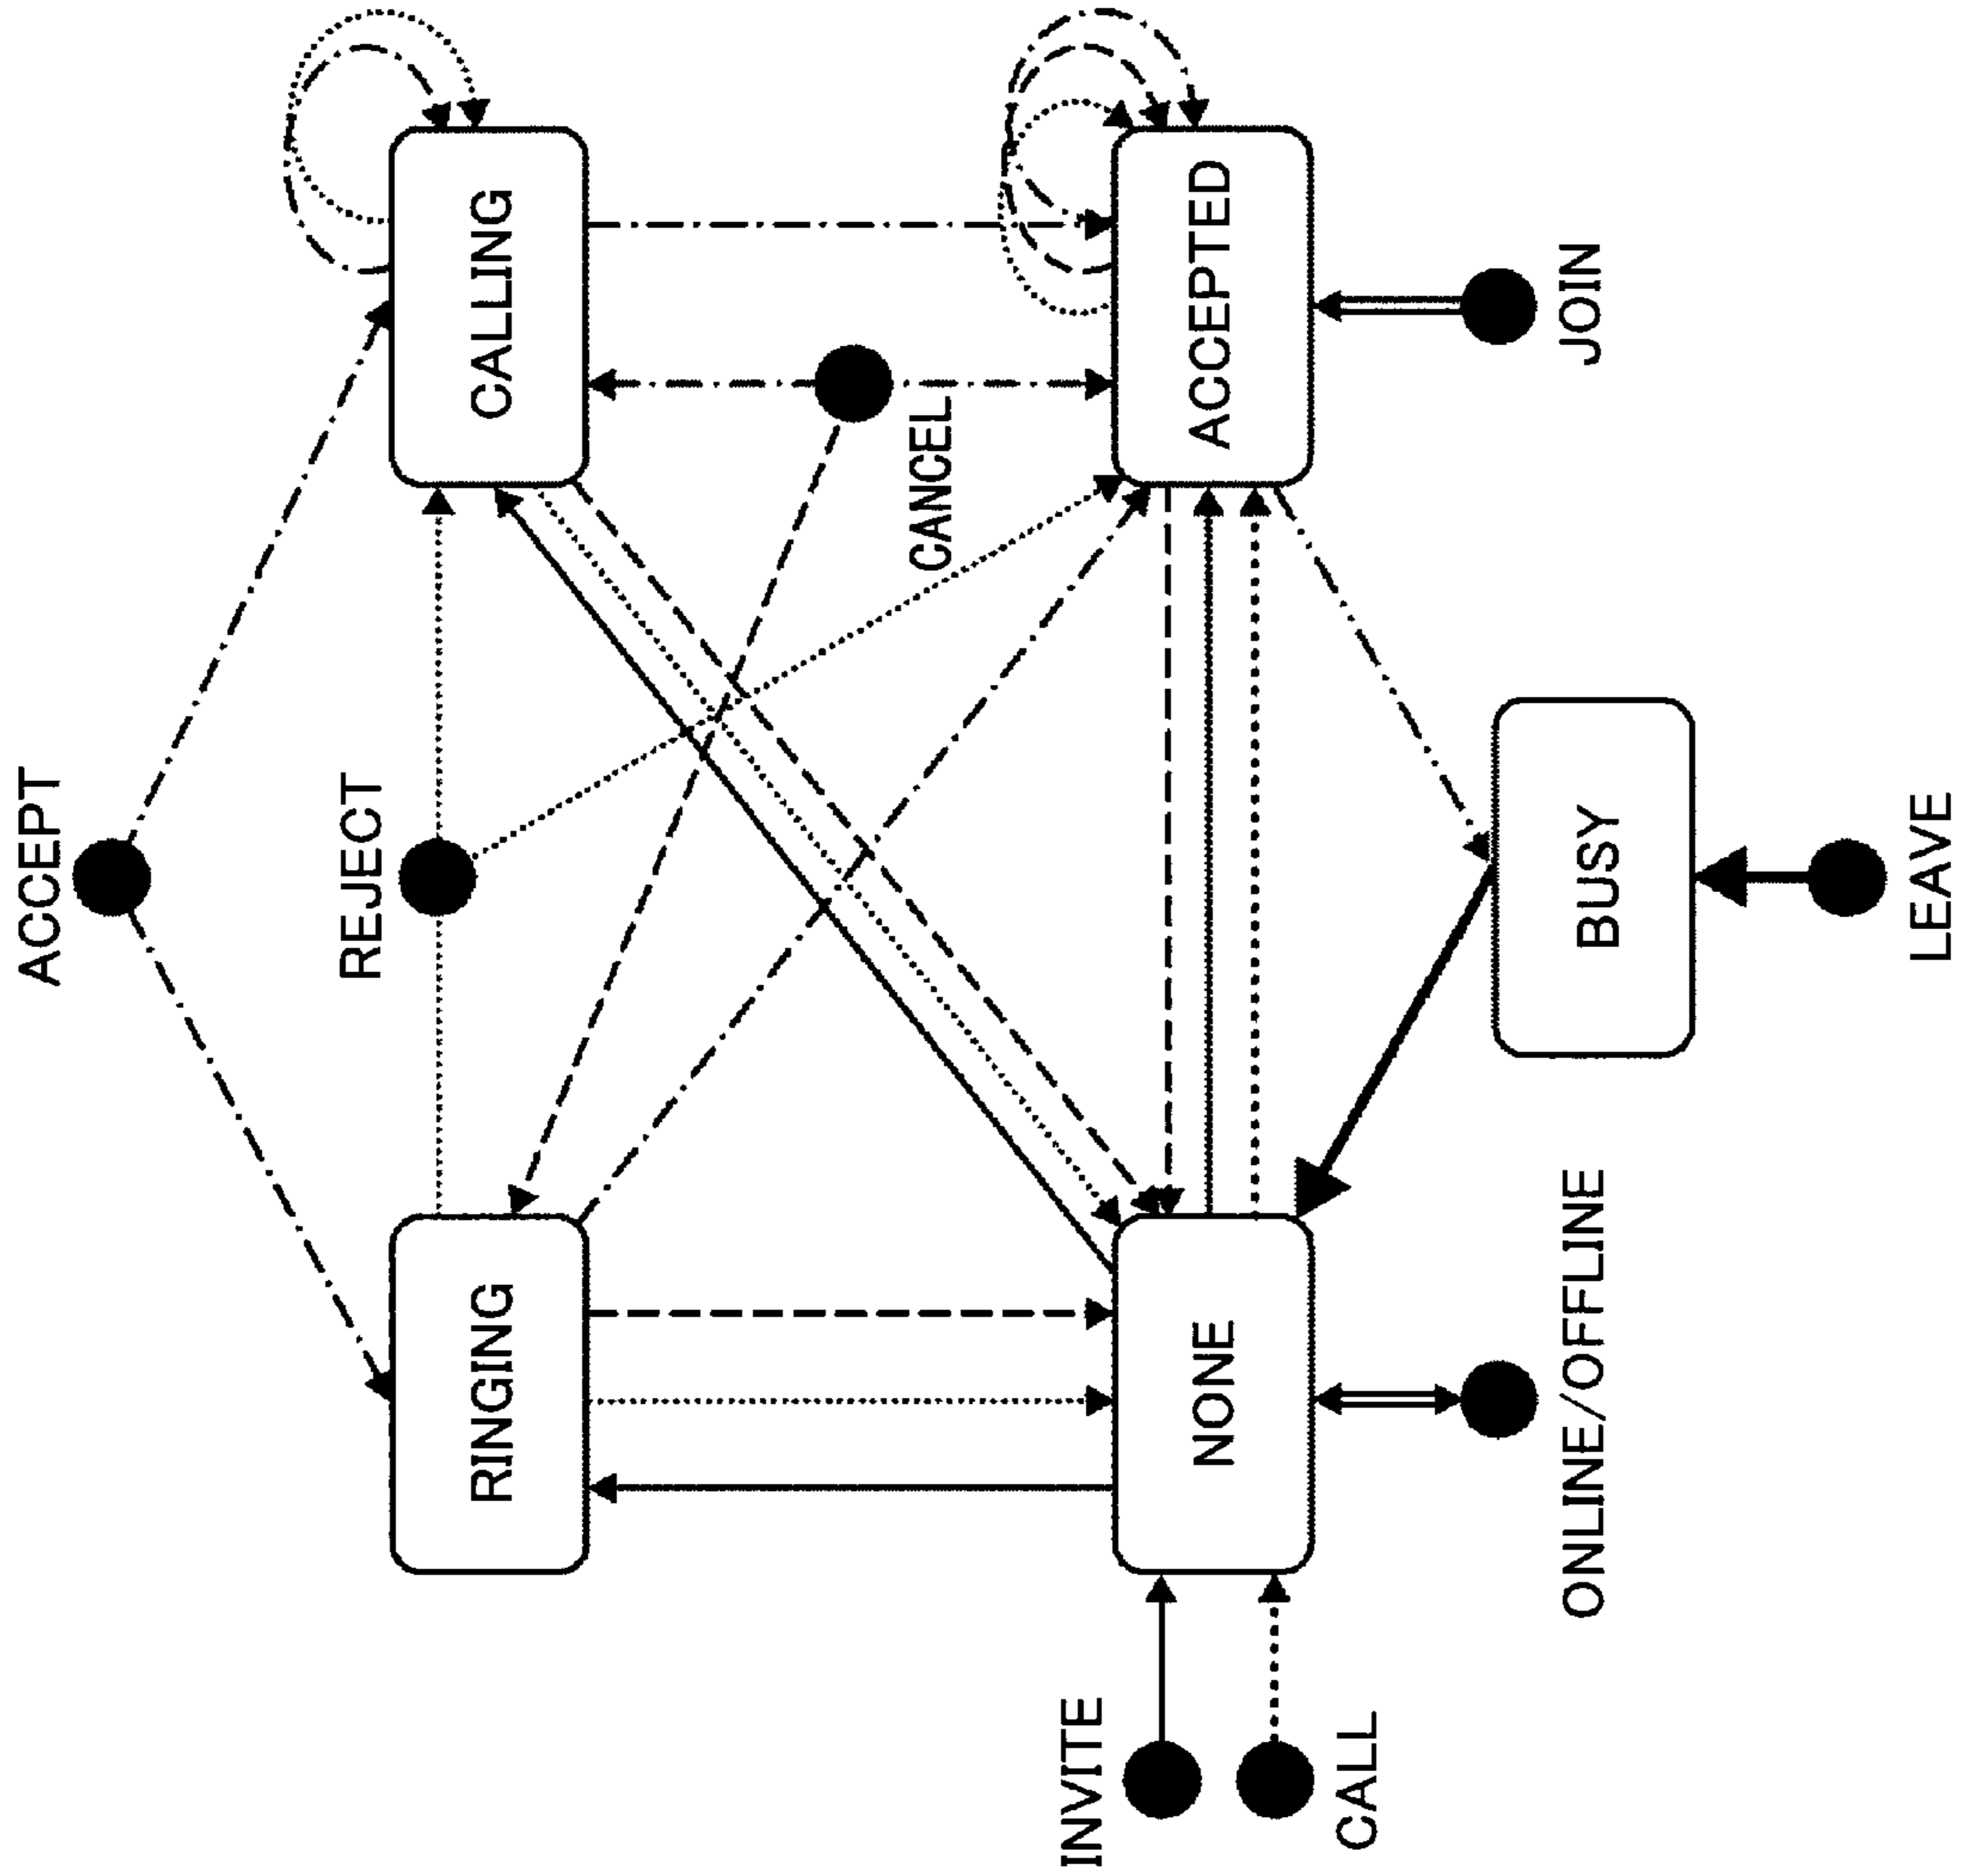 ACCEPT
REJECT
RINGING
CALLING
CANCEL
INVITE
NONE
ACCEPTED
CALL
ONLINE/OFFLINE
BUSY
JOIN
LEAVE